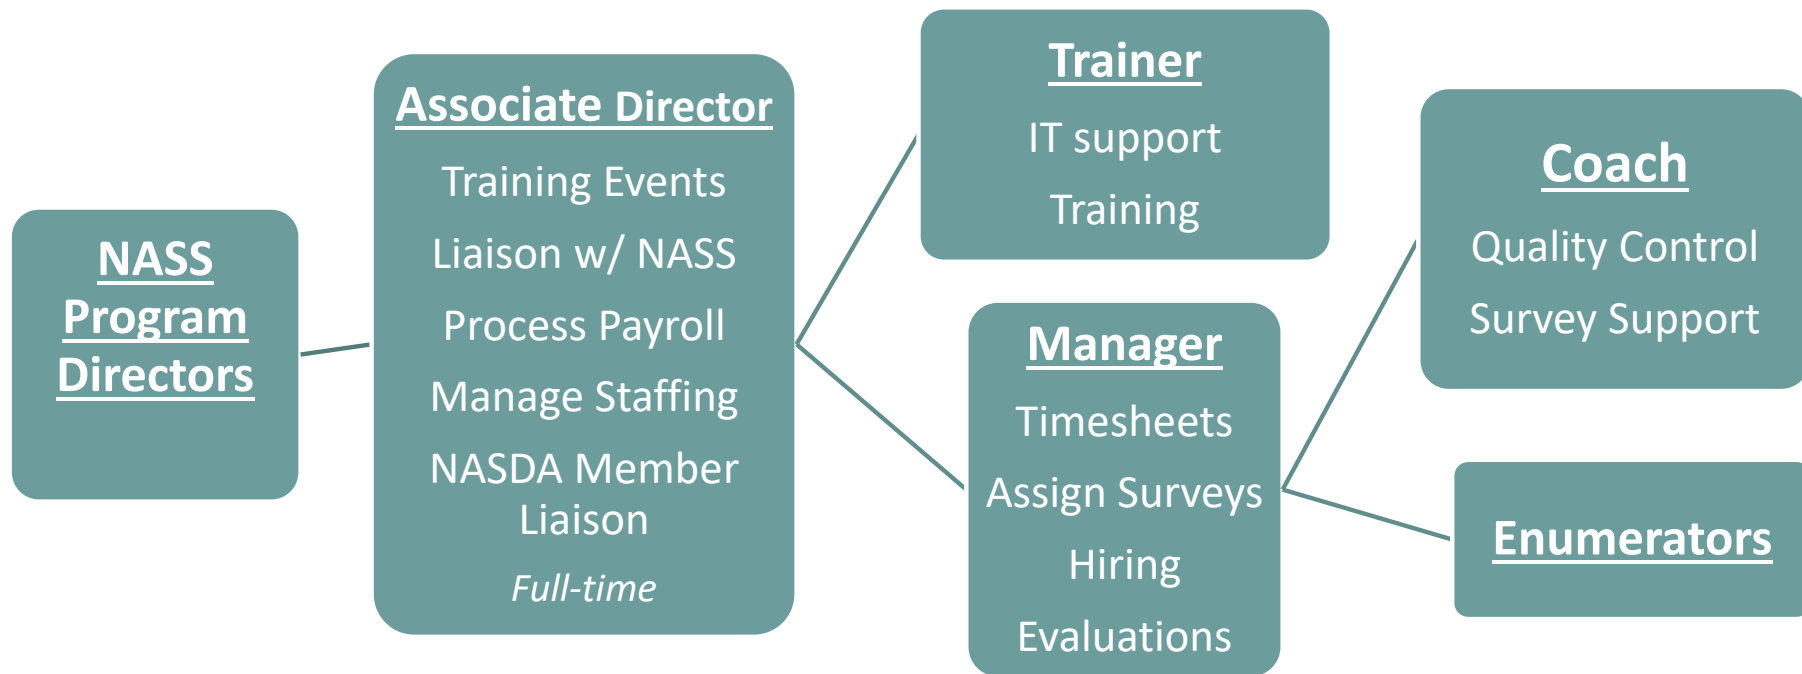 NASS
Program
Directors
Associate Director
Training Events
Liaison w/ NASS
Process Payroll
Manage Staffing
NASDA Member
Liaison
Full-time
Trainer
IT support
Training
Manager
Timesheets
Assign Surveys
Hiring
Evaluations
Coach
Quality Control
Survey Support
Enumerators